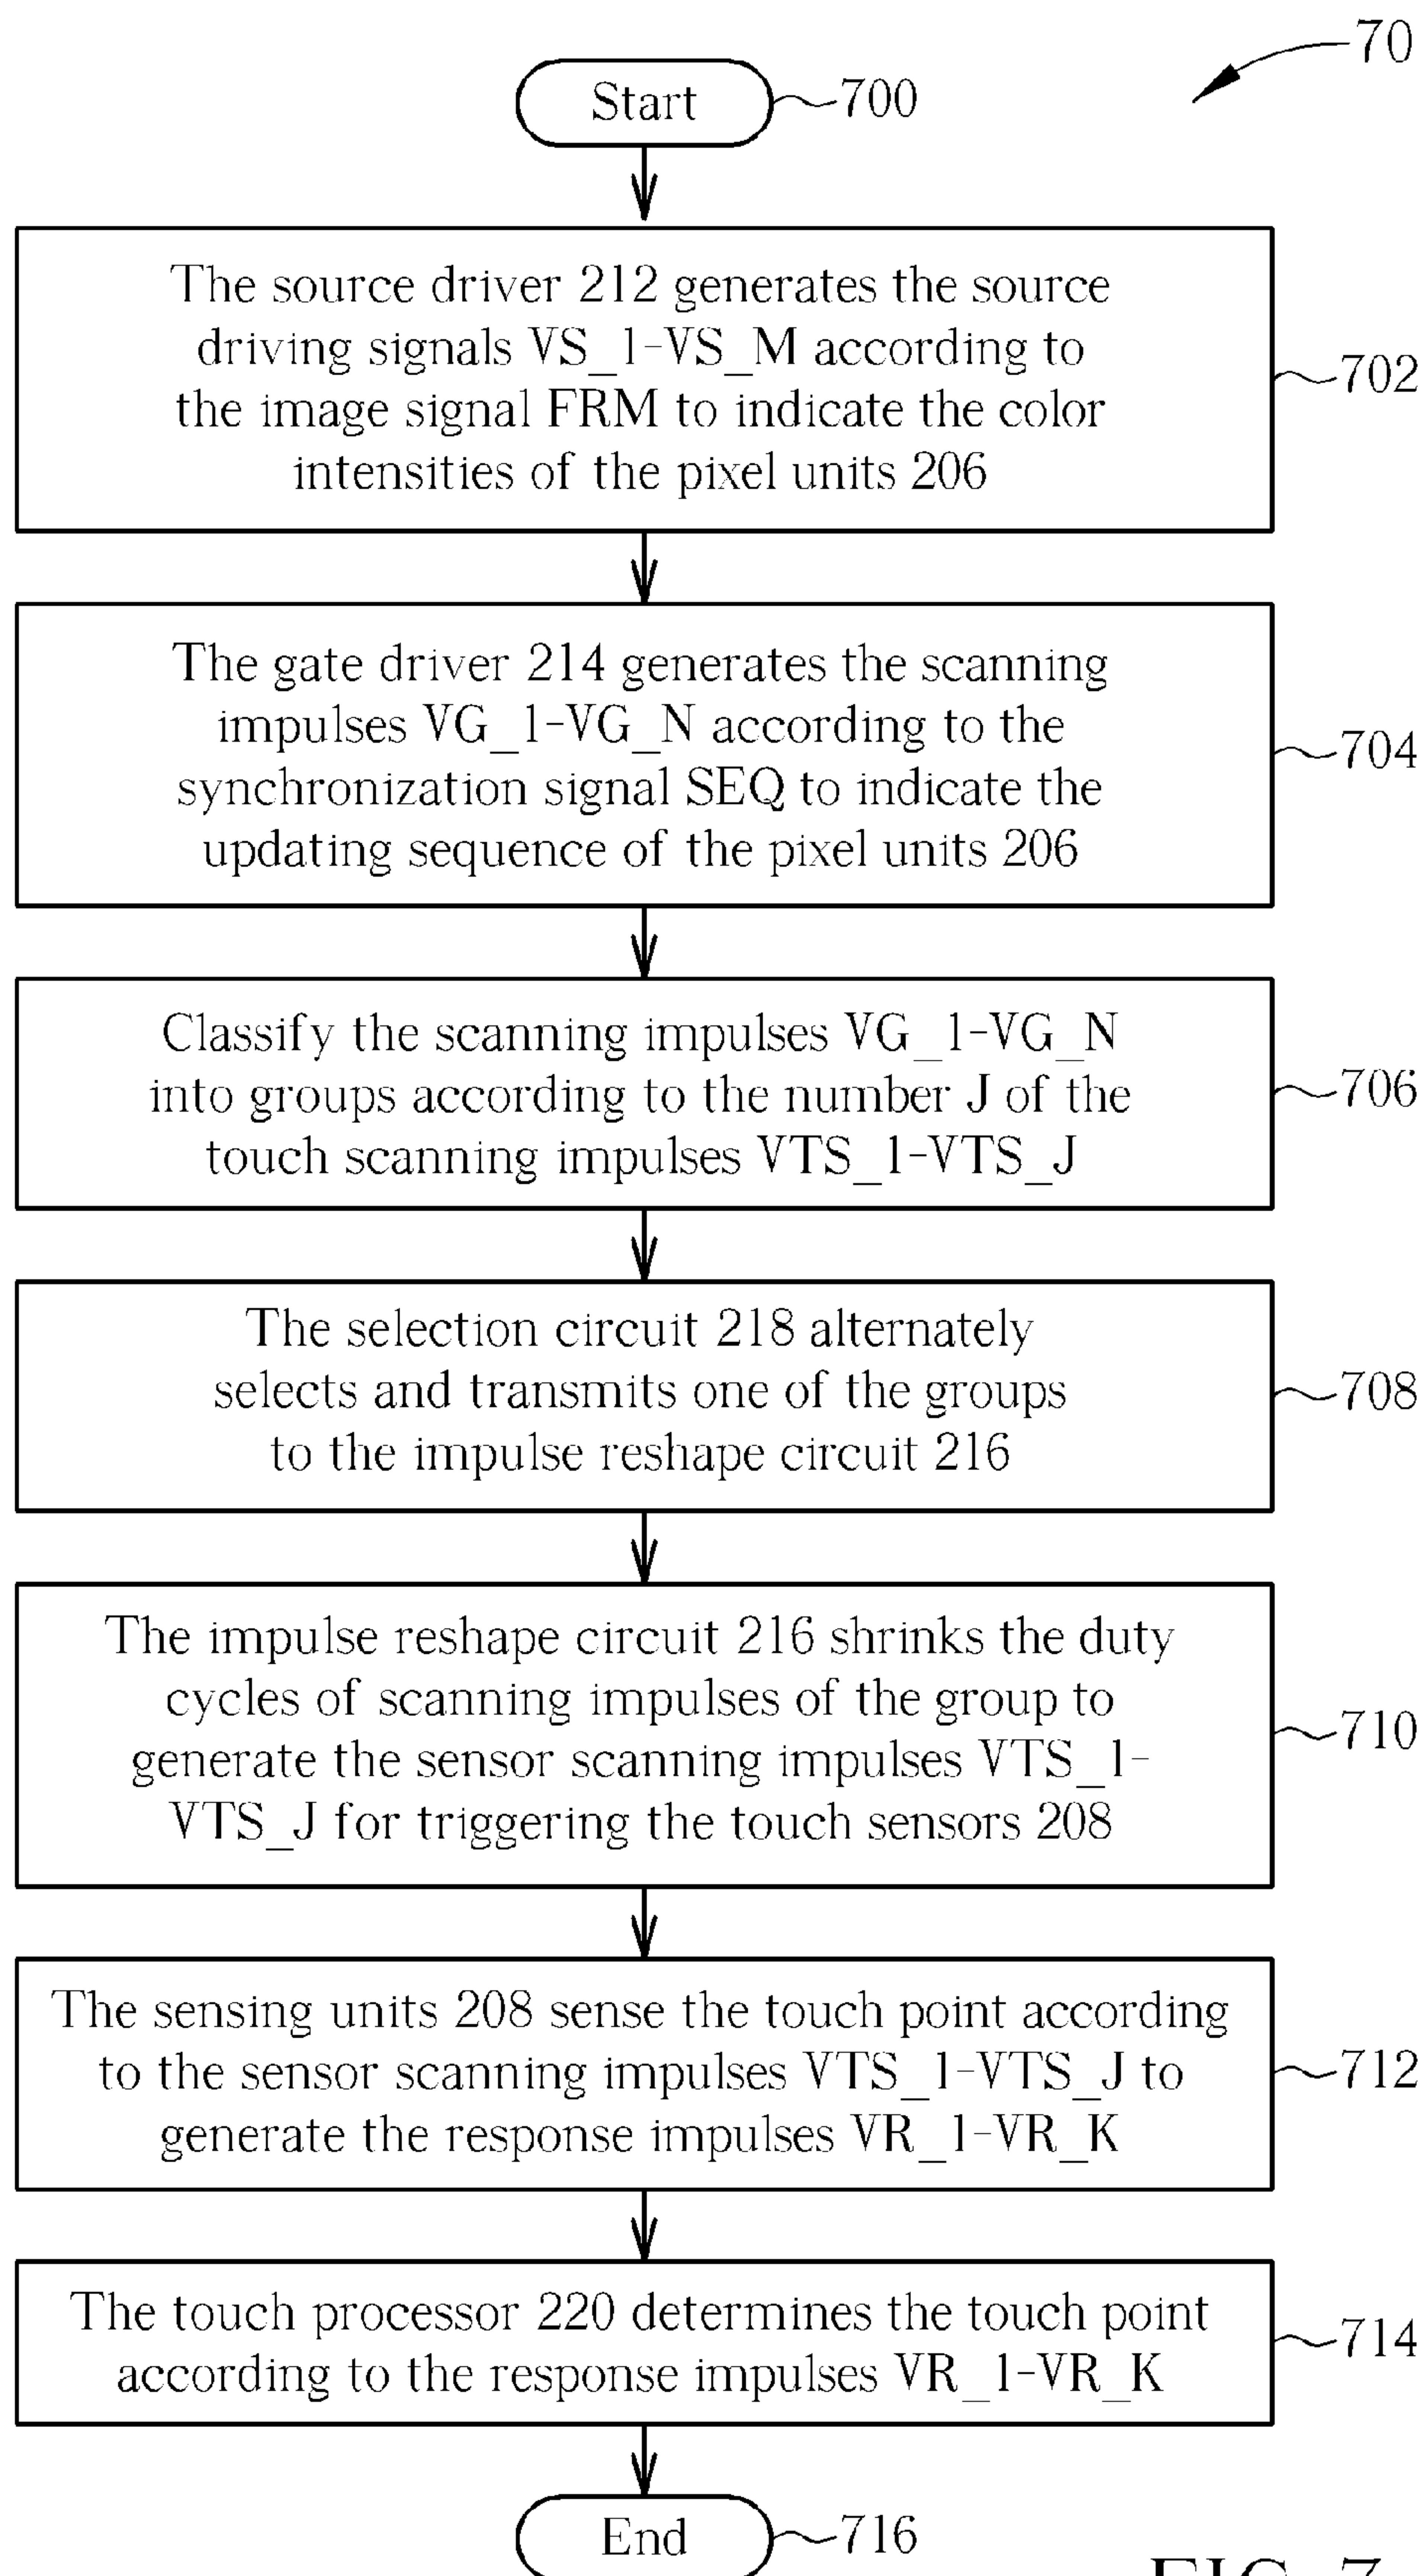 70
Start
700
The source driver 212 generates the source
driving signals VS_1-VS_M according to
the image signal FRM to indicate the color
intensities of the pixel units 206
702
The gate driver 214 generates the scanning
impulses VG_1-VG_N according to the
synchronization signal SEQ to indicate the
updating sequence of the pixel units 206
704
Classify the scanning impulses VG_1-VG_N
into groups according to the number J of the
touch scanning impulses VTS_1-VTS_J
706
The selection circuit 218 alternately
selects and transmits one of the groups
to the impulse reshape circuit 216
708
The impulse reshape circuit 216 shrinks the duty
cycles of scanning impulses of the group to
generate the sensor scanning impulses VTS_1-
VTS_J for triggering the touch sensors 208
710
The sensing units 208 sense the touch point according
to the sensor scanning impulses VTS_1-VTS_J to
generate the response impulses VR_1-VR_K
712
The touch processor 220 determines the touch point
according to the response impulses VR_1-VR_K
714
End
716
FIG. 7